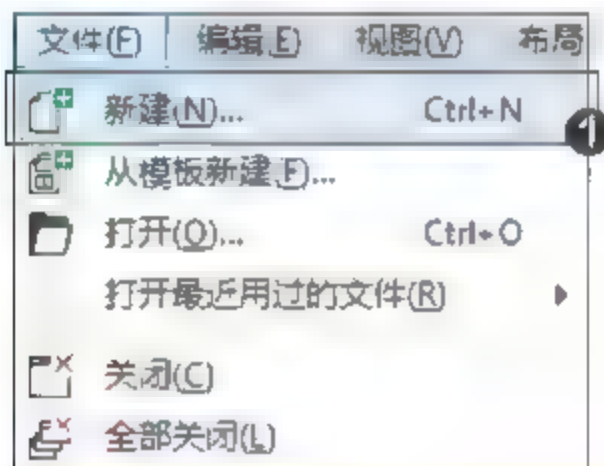 文件(F) 编辑(E) 视图(V) 布局
新建(N)... Ctrl+N
1
从模板新建(F)...
打开(O)... Ctrl+O
打开最近用过的文件(R)
关闭(C)
全部关闭(L)